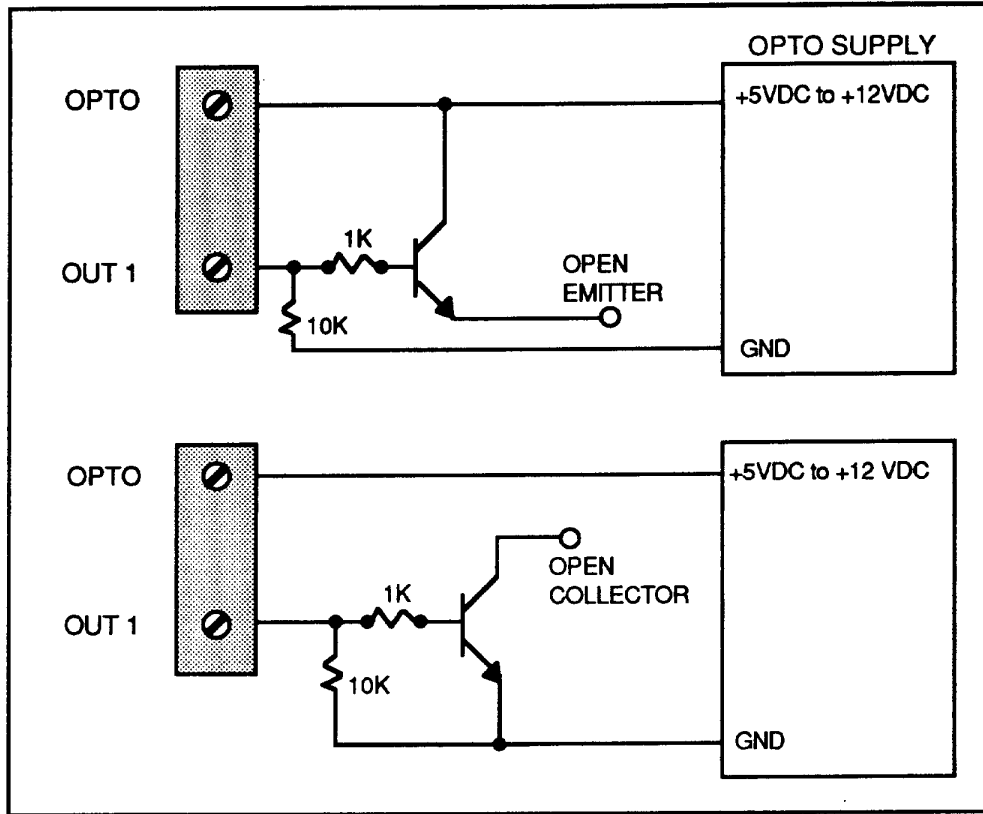 OPTO SUPPLY
OPTO
+5VDC to +12VDC
1K
OUT 1
OPEN
EMITTER
10K
GND
OPTO
+5VDC to +12 VDC
OPEN
COLLECTOR
1K
OUT 1
10K
GND